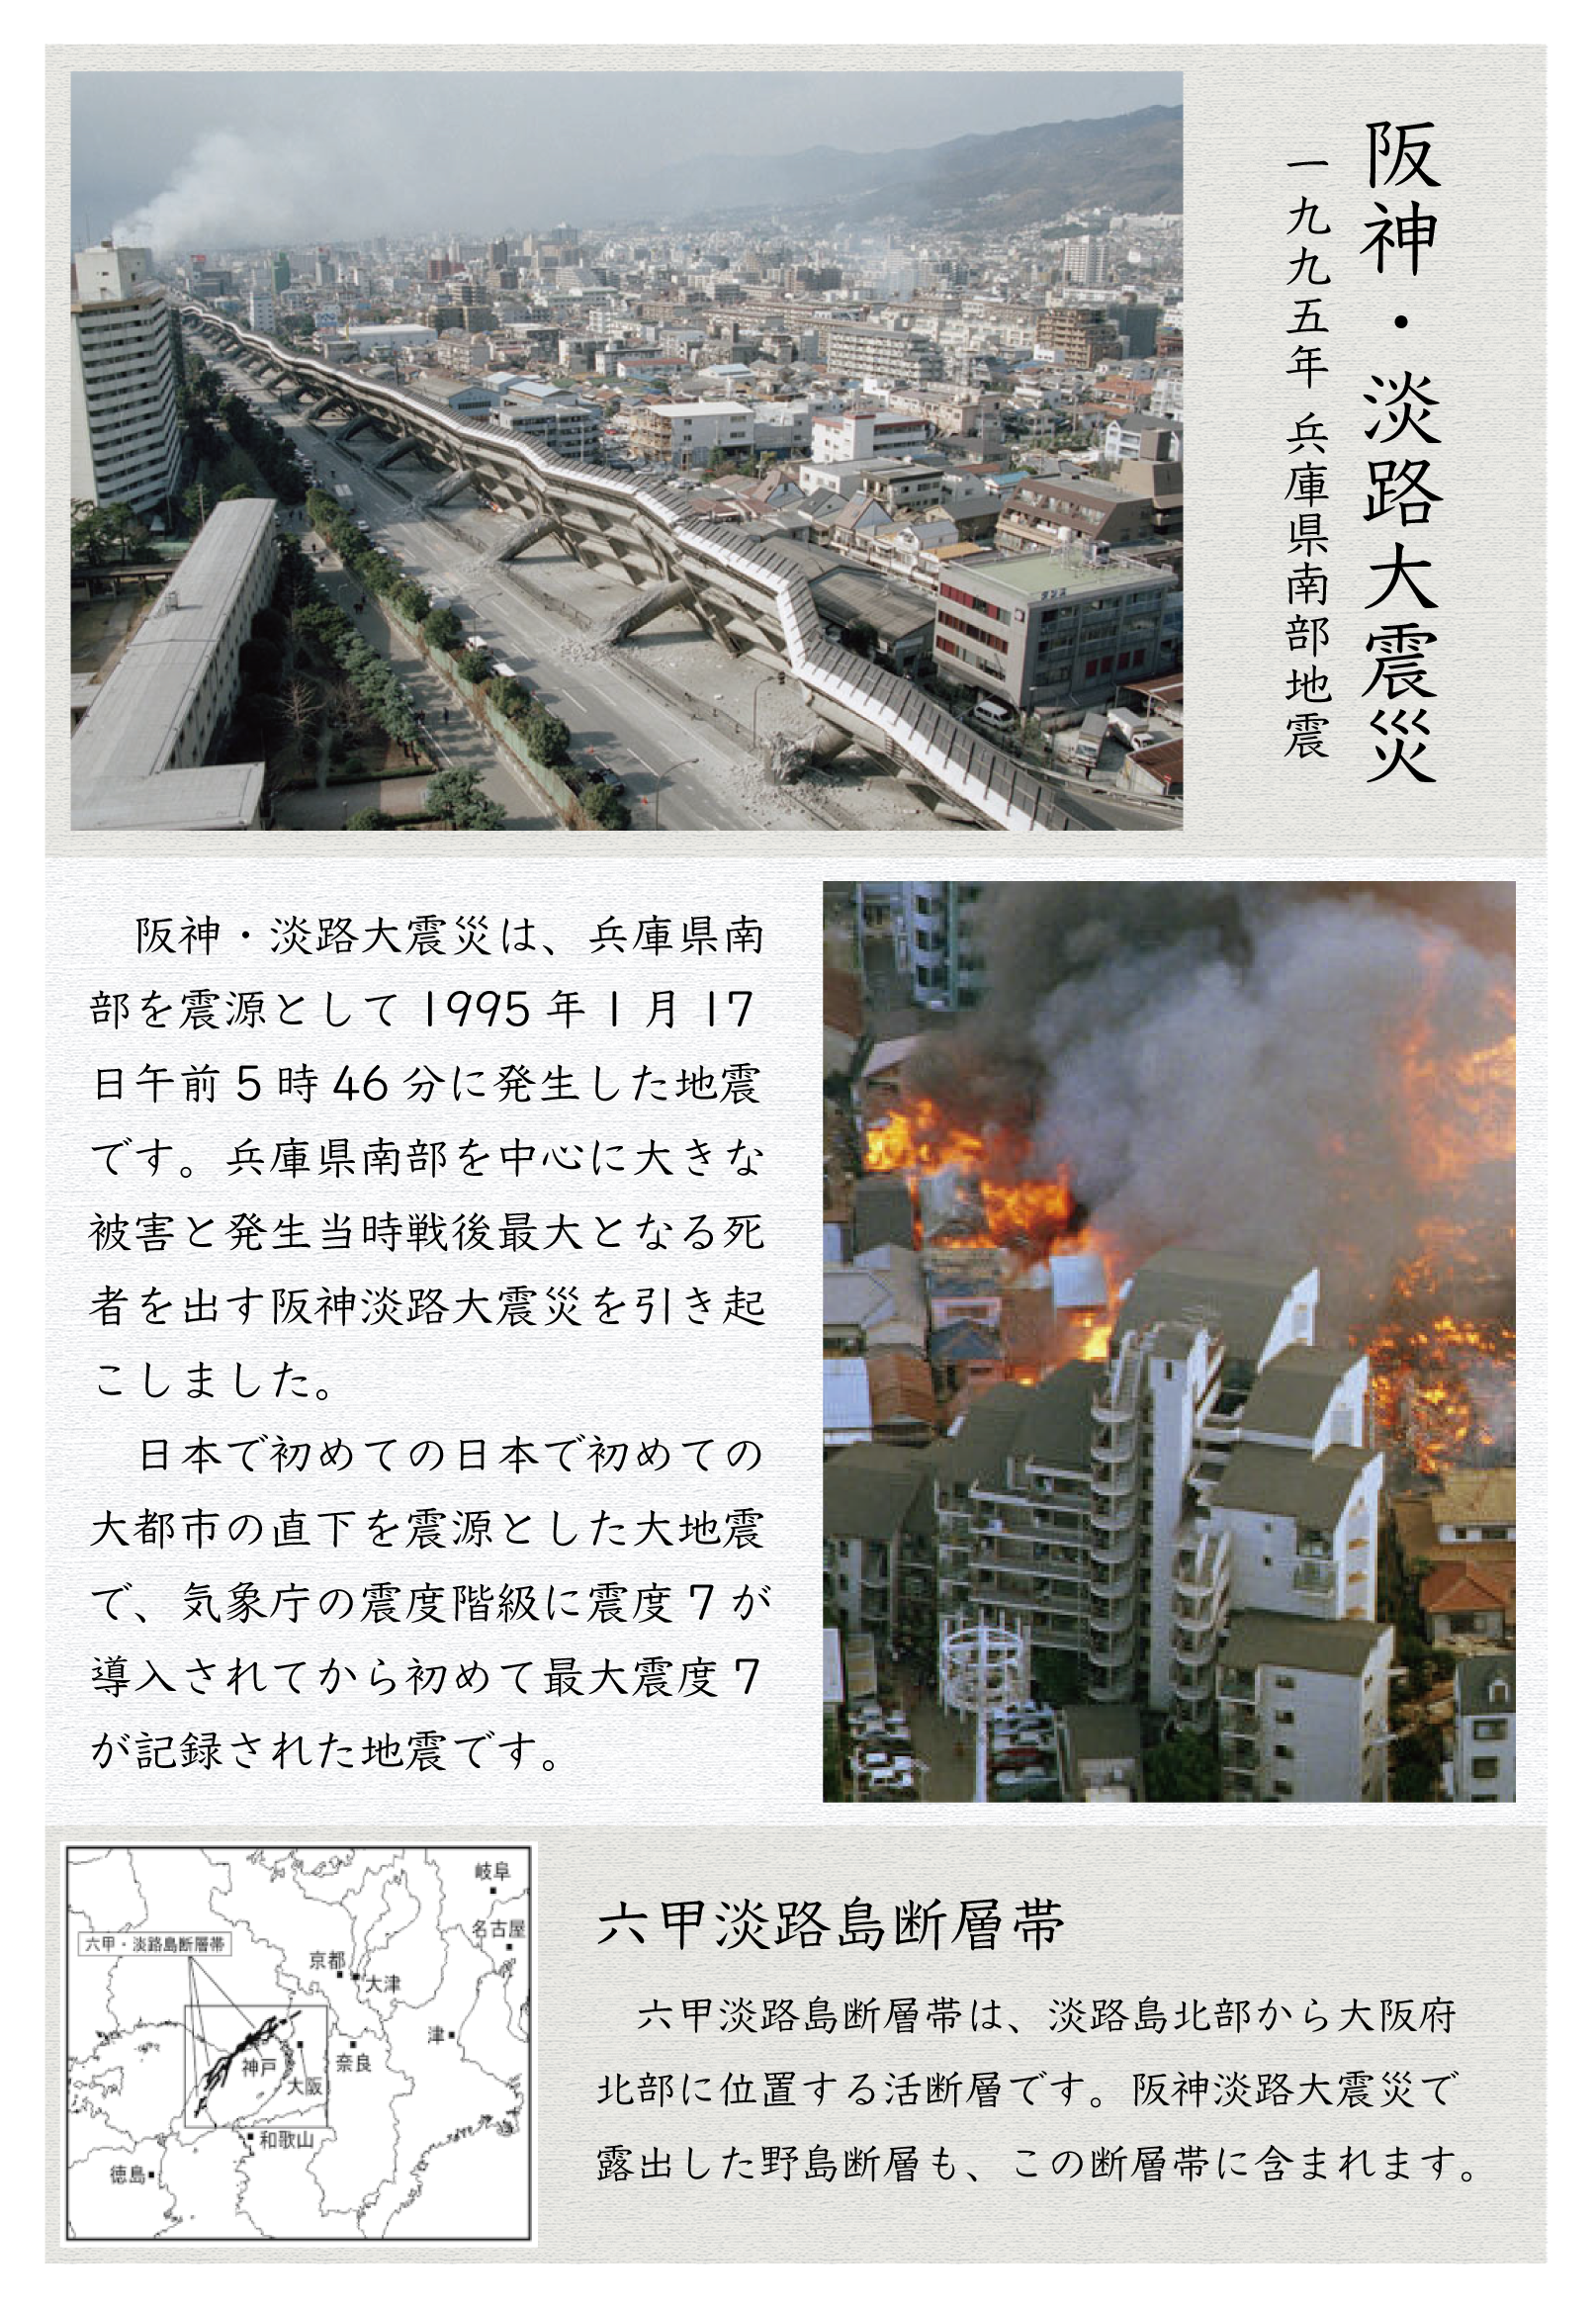 阪神・淡路大震災
一九九五年 兵庫県南部地震
阪神・淡路大震災は、兵庫県南
部を震源として1995年1月17
日午前5時46分に発生した地震
です。兵庫県南部を中心に大きな
被害と発生当時戦後最大となる死
者を出す阪神淡路大震災を引き起
こしました。
日本で初めての日本で初めての
大都市の直下を震源とした大地震
で、気象庁の震度階級に震度7が
導入されてから初めて最大震度7
が記録された地震です。
岐阜
名古屋
六甲・淡路島断層帯
京都
大津
津
神戸
奈良
大阪
和歌山
徳島
六甲淡路島断層帯
六甲淡路島断層帯は、淡路島北部から大阪府
北部に位置する活断層です。阪神淡路大震災で
露出した野島断層も、この断層帯に含まれます。